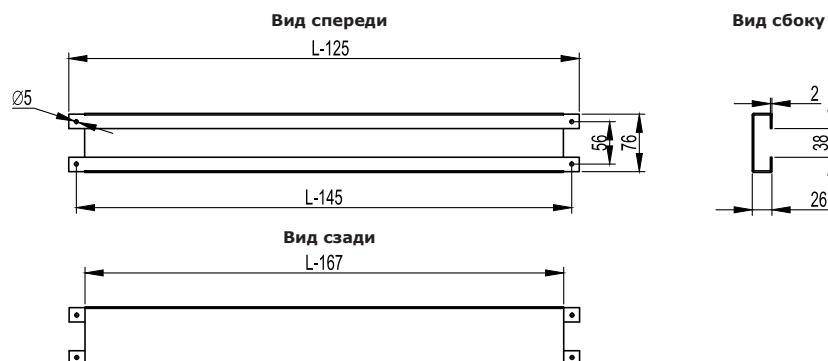 Вид спереди
Вид сбоку
L-125
Ø5
2
56
76
38
L-145
26
Вид сзади
L-167